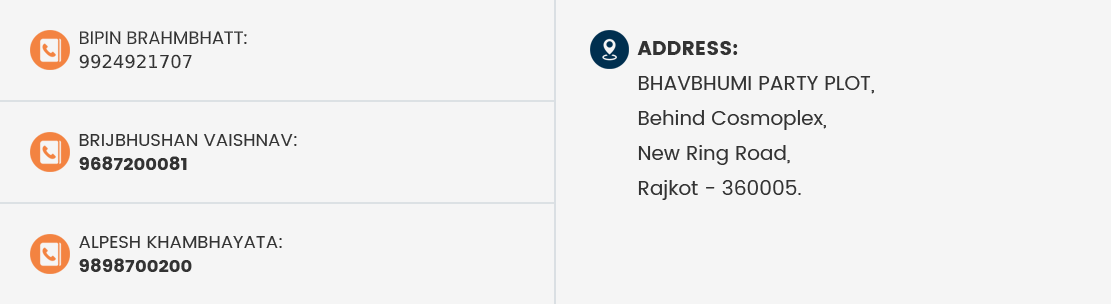 BIPIN BRAHMBHATT:
9924921707
BRIJBHUSHAN VAISHNAV:
9687200081
ALPESH KHAMBHAYATA:
9898700200
ADDRESS:
BHAVBHUMI PARTY PLOT,
Behind Cosmoplex,
New Ring Road,
Rajkot - 360005.